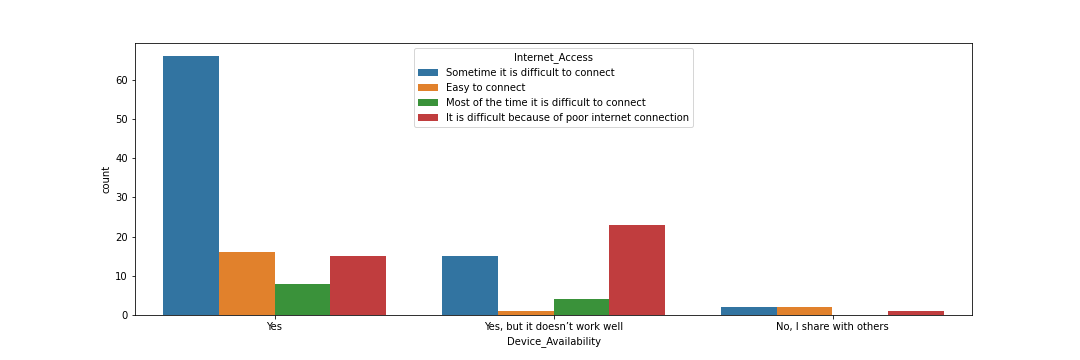 Internet_Access
Sometime it is difficult to connect
Easy to connect
Most of the time it is difficult to connect
It is difficult because of poor internet connection
60
50
40
30
20
10
0
count
Yes
Yes, but it doesn’t work well
No, I share with others
Device_Availability